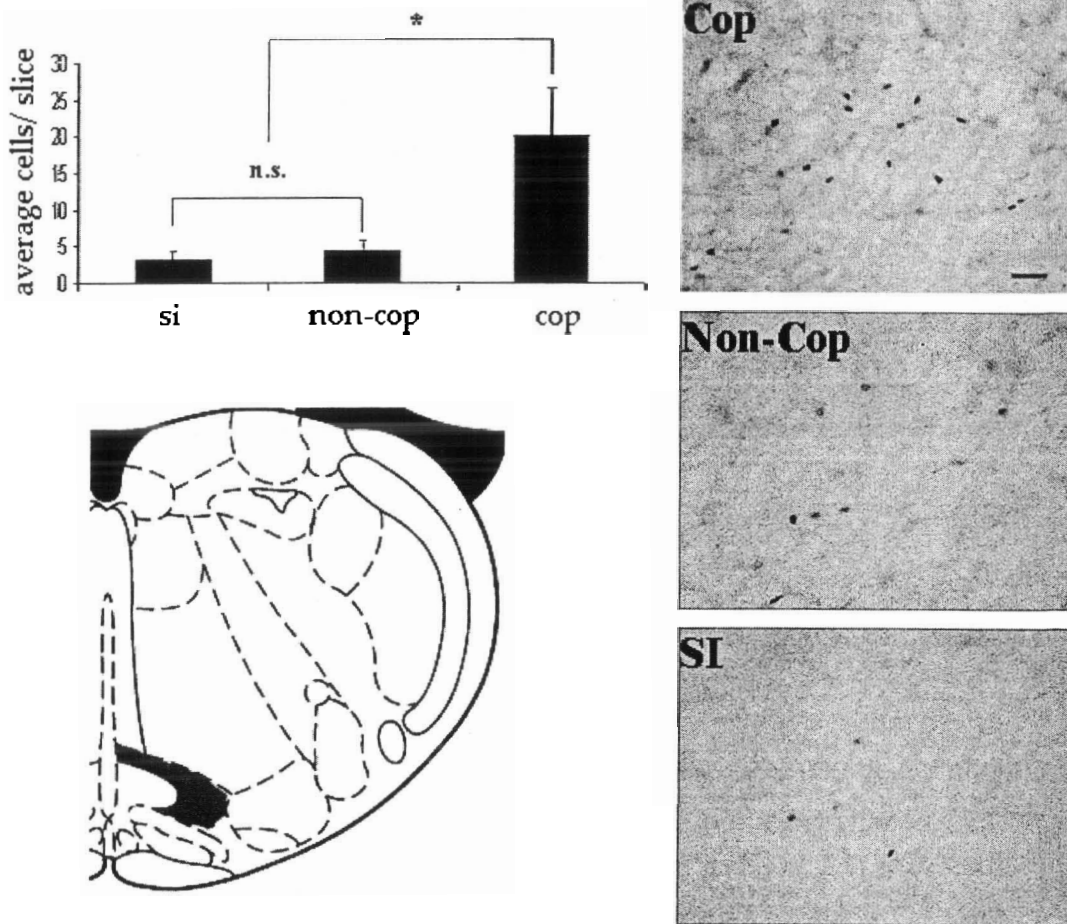 *
average cells/ slice
30
25
20
15
10
5
0
n.s.
si
non-cop
cop
Cop
Non-Cop
SI